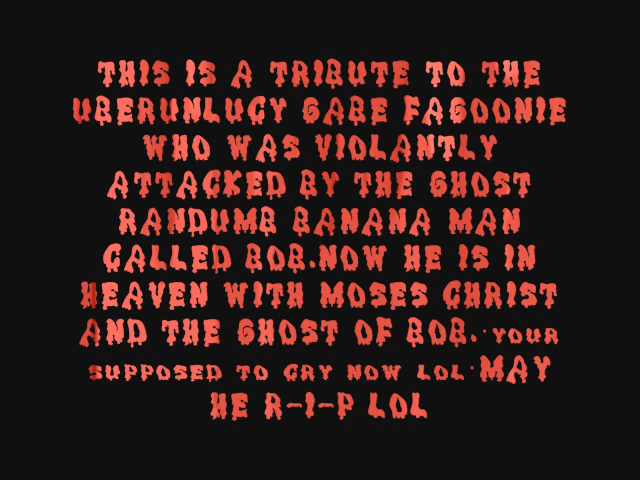 THIS IS A TRIBUTE TO THE
UBERUNLUCY GABE FAGOONIE
WHO WAS VIOLANTLY
ATTACKED BY THE GHOST
RANDUMB BANANA MAN
CALLED BOB.NOW HE IS IN
HEAVEN WITH MOSES CHRIST
AND THE GHOST OF BOB.*YOUR
SUPPOSED TO CRY NOW LOL*MAY
HE R-I-P LOL